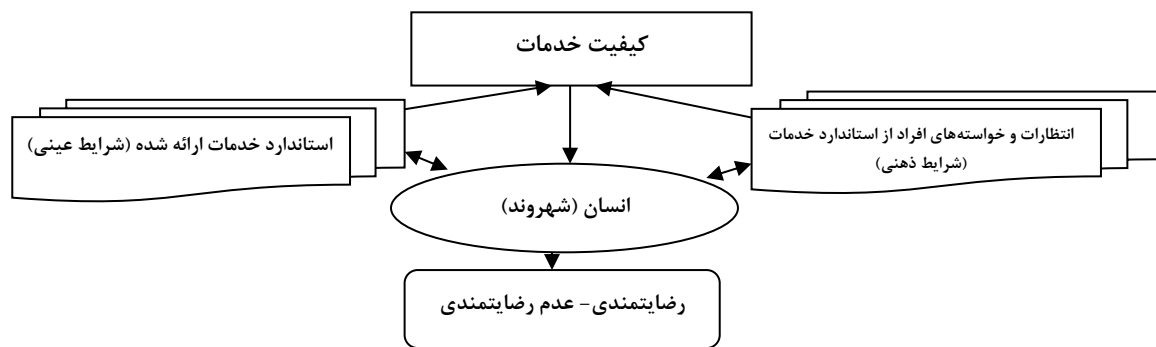 کیفیت خدمات
انتظارات و خواسته‌های افراد از استاندارد خدمات
(شرایط ذهنی)
استاندارد خدمات ارائه شده (شرایط عینی)
انسان (شهروند)
رضایتمندی- عدم رضایتمندی